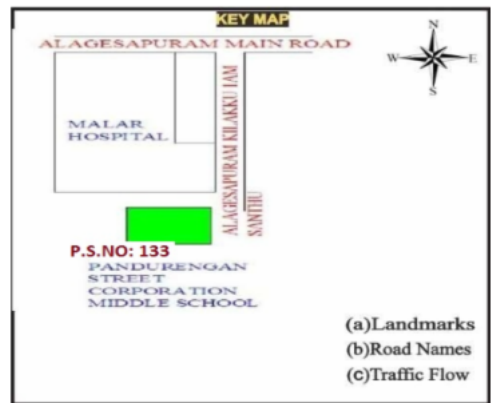 KEY MAP
ALAGESAPURAM MAIN ROAD
N
W
E
S
MALAR
HOSPITAL
ALAGESAPURAM KILAKKU 1AM
SANTHU
P.S.NO: 133
PANDURENGAN
STREET
CORPORATION
MIDDLE SCHOOL
(a)Landmarks
(b)Road Names
(c)Traffic Flow